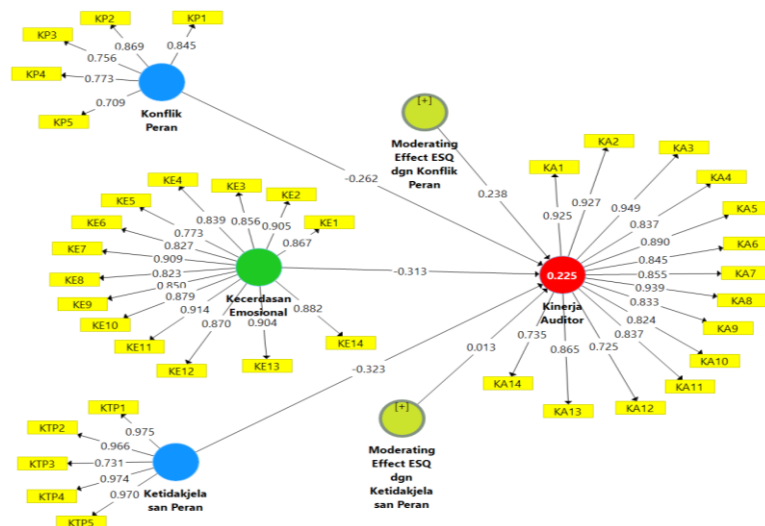 KP1
KP2
KP3
KP4
KP5
0.845
0.869
0.756
0.773
0.709
Konflik
Peran
[+]
Moderating
Effect ESQ
dgn Konflik
Peran
-0.262
0.238
KE1
KE2
KE3
KE4
KE5
KE6
KE7
KE8
KE9
KE10
KE11
KE12
KE13
KE14
0.867
0.905
0.856
0.839
0.773
0.827
0.909
0.823
0.850
0.879
0.914
0.870
0.904
0.882
Kecerdasan
Emosional
-0.313
KA1
KA2
KA3
KA4
KA5
KA6
KA7
KA8
KA9
KA10
KA11
KA12
KA13
KA14
0.925
0.927
0.949
0.837
0.890
0.845
0.855
0.939
0.833
0.824
0.837
0.725
0.865
0.735
0.225
Kinerja
Auditor
KTP1
KTP2
KTP3
KTP4
KTP5
0.975
0.966
0.731
0.974
0.970
Ketidakjela
san Peran
-0.323
0.013
[+]
Moderating
Effect ESQ
dgn
Ketidakjela
san Peran